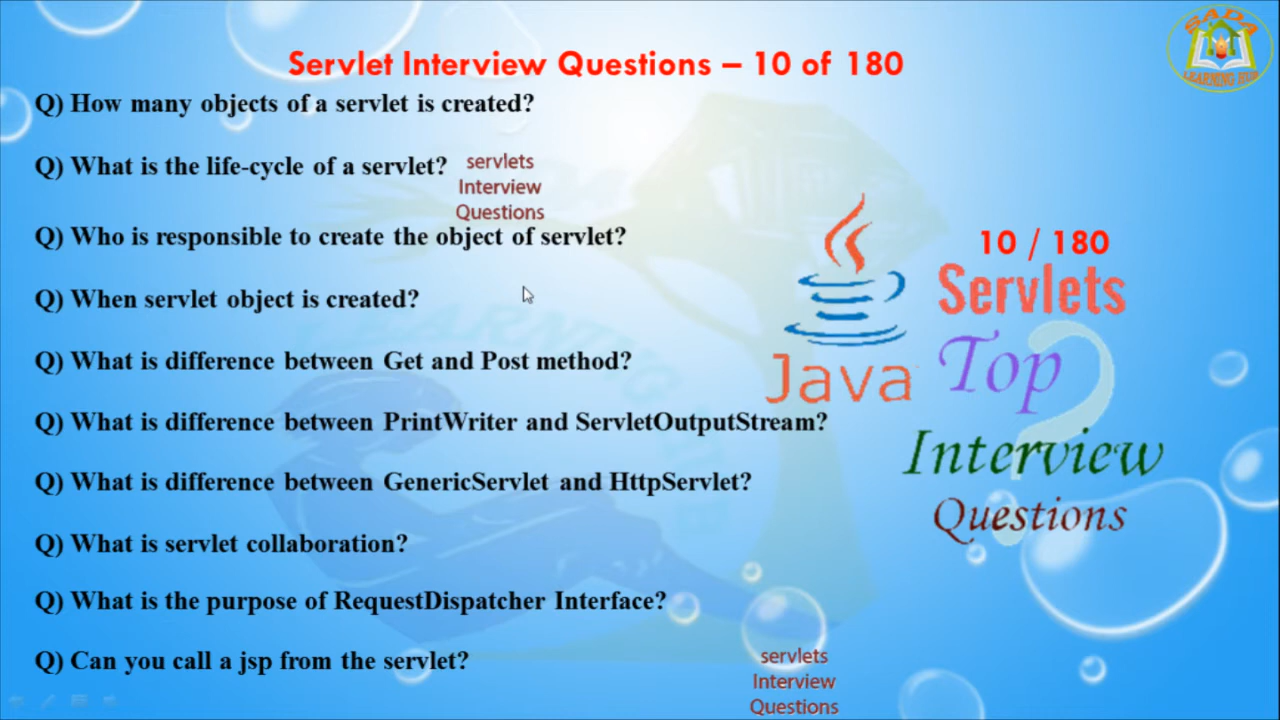 SADA
LEARNING HUB
Servlet Interview Questions – 10 of 180
Q) How many objects of a servlet is created?
Q) What is the life-cycle of a servlet?
servlets
Interview
Questions
Q) Who is responsible to create the object of servlet?
Q) When servlet object is created?
Q) What is difference between Get and Post method?
Q) What is difference between PrintWriter and ServletOutputStream?
Q) What is difference between GenericServlet and HttpServlet?
Q) What is servlet collaboration?
Q) What is the purpose of RequestDispatcher Interface?
Q) Can you call a jsp from the servlet?
10 / 180
Servlets
Java
Top
?
Interview
Questions
servlets
Interview
Questions